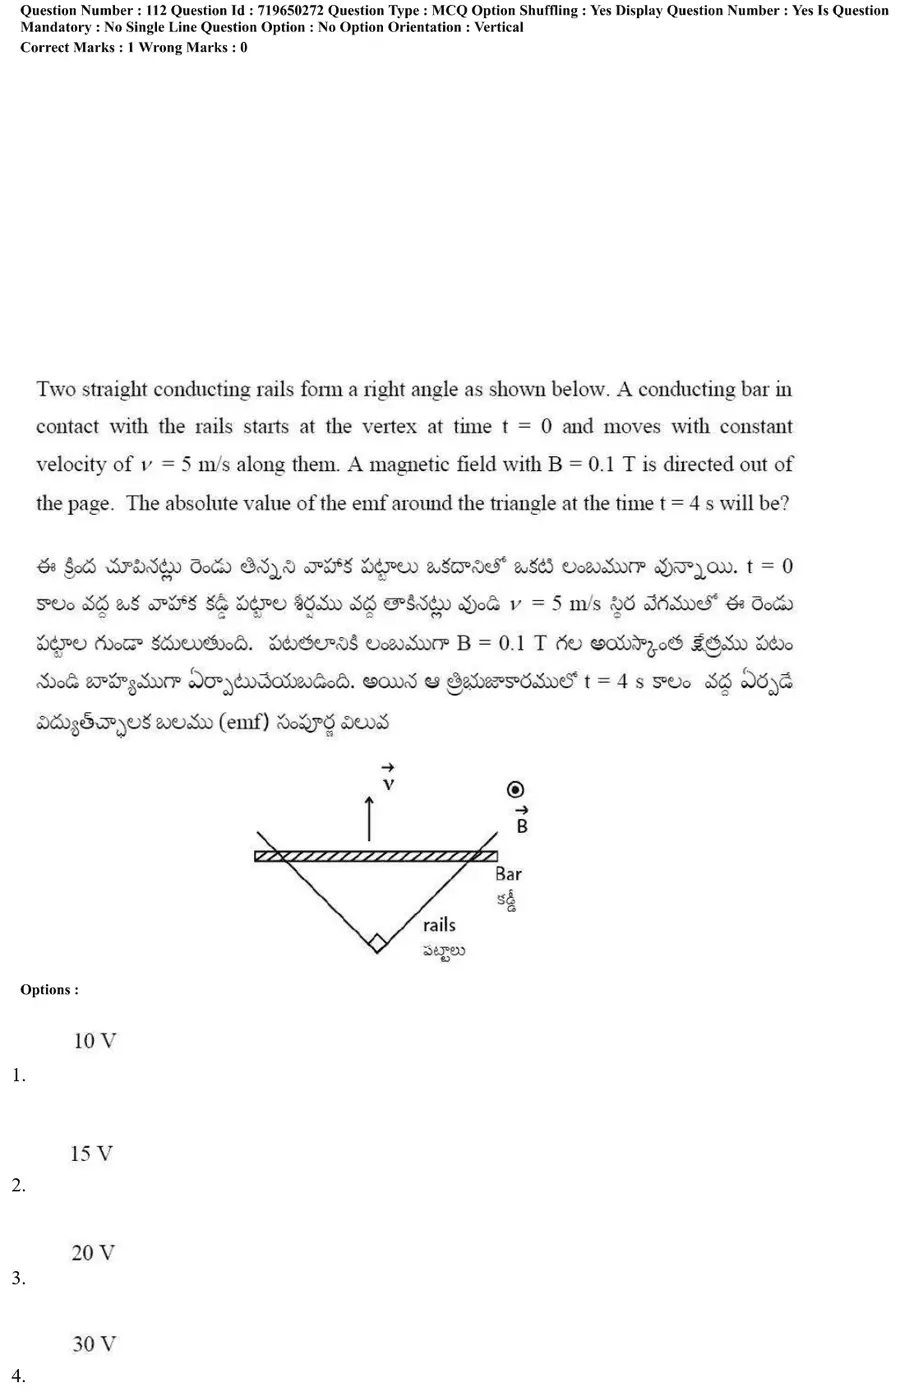 Question Number : 112 Question Id : 719650272 Question Type : MCQ Option Shuffling : Yes Display Question Number : Yes Is Question
Mandatory : No Single Line Question Option : No Option Orientation : Vertical
Correct Marks : 1 Wrong Marks : 0
Two straight conducting rails form a right angle as shown below. A conducting bar in
contact with the rails starts at the vertex at time t = 0 and moves with constant
velocity of ν = 5 m/s along them. A magnetic field with B = 0.1 T is directed out of
the page. The absolute value of the emf around the triangle at the time t = 4 s will be?
ఈ క్రింద చూపినట్లు రెండు తిన్నని వాహక పట్టాలు ఒకదానితో ఒకటి లంబముగా వున్నాయి. t = 0
కాలం వద్ద ఒక వాహక కడ్డీ పట్టాల శీర్షము వద్ద తాకినట్లు వుండి ν = 5 m/s స్థిర వేగముతో ఈ రెండు
పట్టాల గుండా కదులుతుంది. పటతలానికి లంబముగా B = 0.1 T గల అయస్కాంత క్షేత్రము పటం
నుండి బాహ్యముగా ఏర్పాటుచేయబడింది. అయిన ఆ త్రిభుజాకారములో t = 4 s కాలం వద్ద ఏర్పడే
విద్యుత్‌చ్ఛాలక బలము (emf) సంపూర్ణ విలువ
v
B
Bar
కడ్డీ
rails
పట్టాలు
Options :
10 V
1.
15 V
2.
20 V
3.
30 V
4.